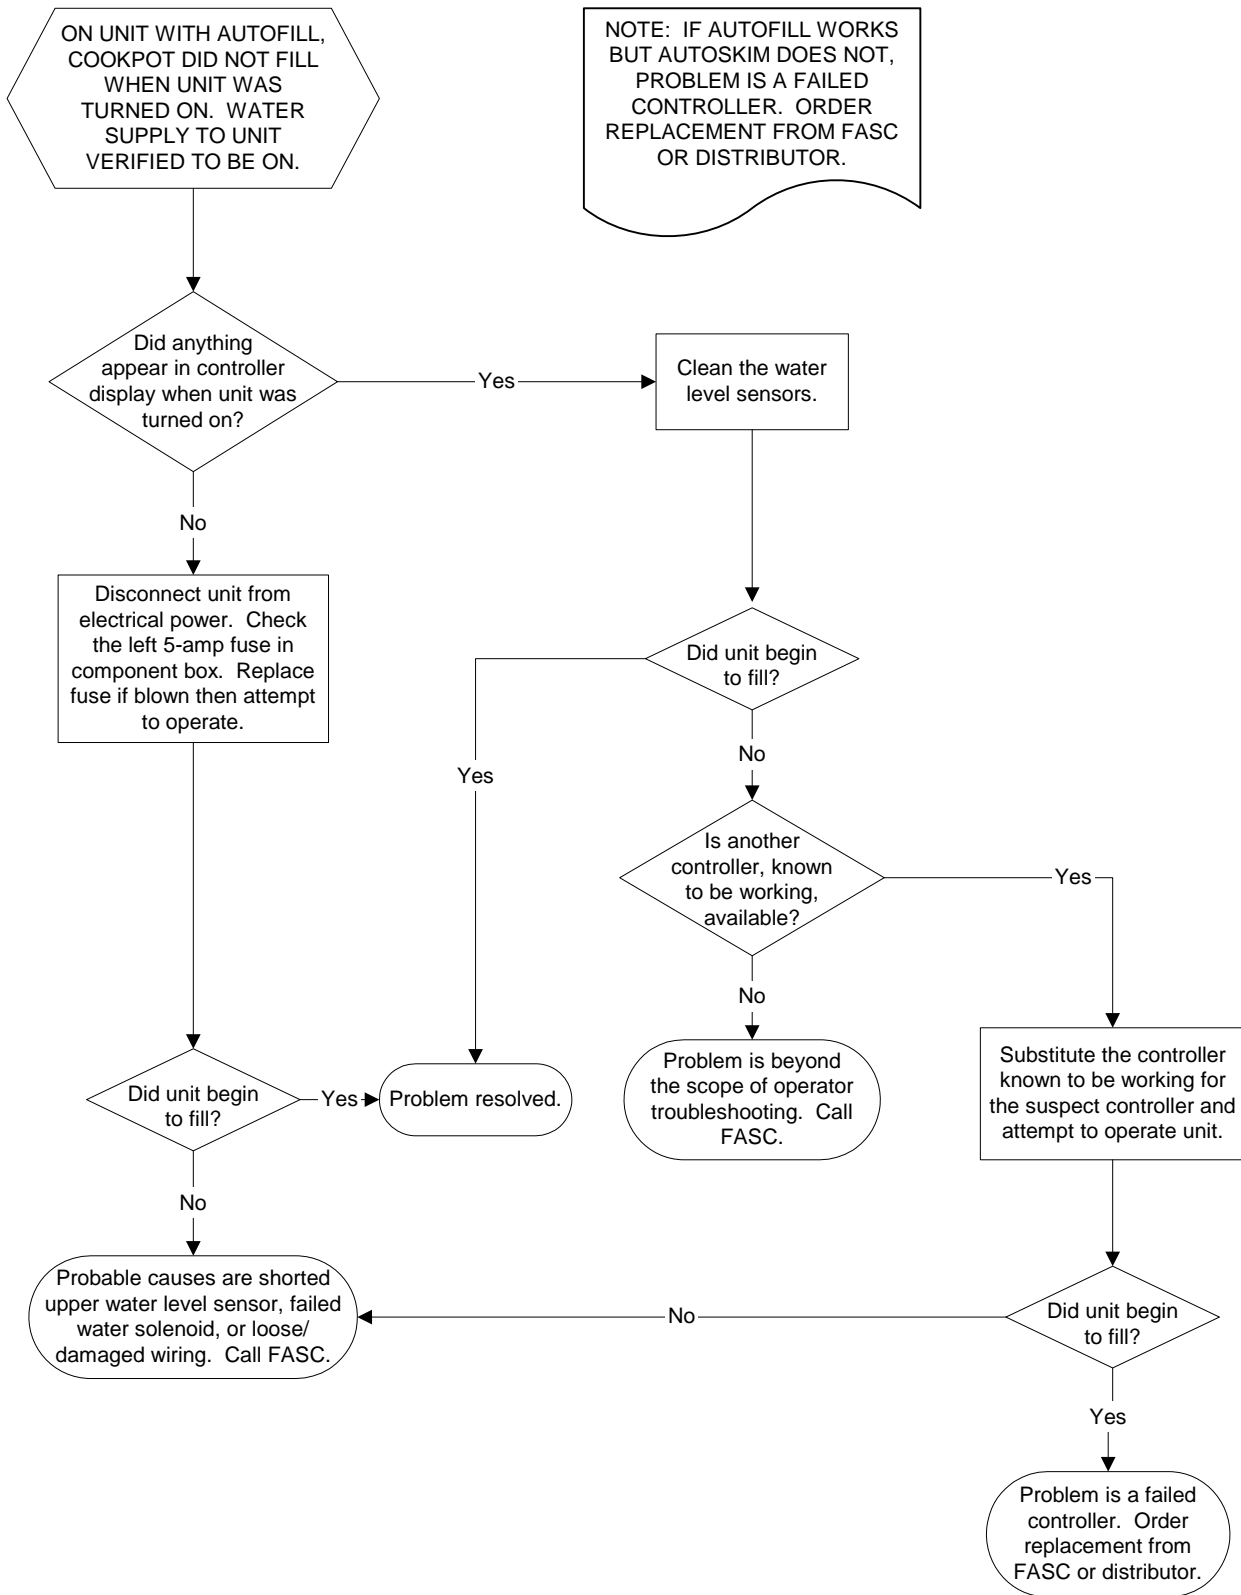 ON UNIT WITH AUTOFILL,
COOKPOT DID NOT FILL
WHEN UNIT WAS
TURNED ON.  WATER
SUPPLY TO UNIT
VERIFIED TO BE ON.
NOTE:  IF AUTOFILL WORKS
BUT AUTOSKIM DOES NOT,
PROBLEM IS A FAILED
CONTROLLER.  ORDER
REPLACEMENT FROM FASC
OR DISTRIBUTOR.
Did anything
appear in controller
display when unit was
turned on?
Yes
Clean the water
level sensors.
No
Disconnect unit from
electrical power.  Check
the left 5-amp fuse in
component box.  Replace
fuse if blown then attempt
to operate.
Did unit begin
to fill?
Yes
No
Is another
controller, known
to be working,
available?
Yes
No
Problem is beyond
the scope of operator
troubleshooting.  Call
FASC.
Substitute the controller
known to be working for
the suspect controller and
attempt to operate unit.
Did unit begin
to fill?
Yes
Problem resolved.
No
Probable causes are shorted
upper water level sensor, failed
water solenoid, or loose/
damaged wiring.  Call FASC.
No
Did unit begin
to fill?
Yes
Problem is a failed
controller.  Order
replacement from
FASC or distributor.